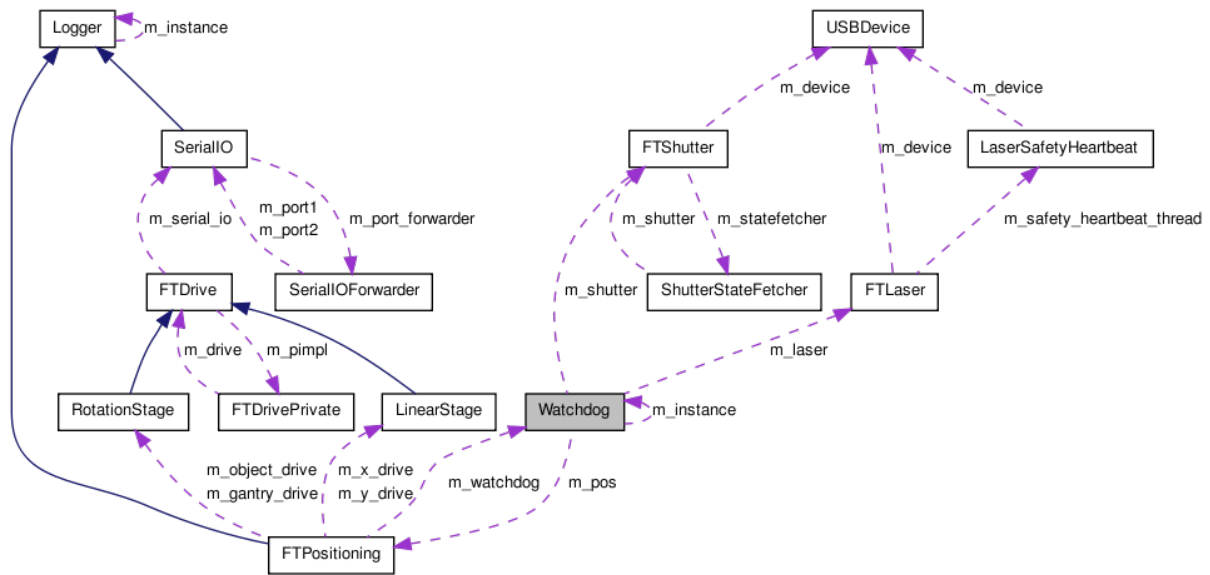 Logger
m_instance
USBDevice
m_device
m_device
SerialIO
FTShutter
m_device
LaserSafetyHeartbeat
m_serial_io
m_port1
m_port2
m_port_forwarder
m_shutter
m_statefetcher
m_safety_heartbeat_thread
FTDrive
SerialIOForwarder
m_shutter
ShutterStateFetcher
FTLaser
m_drive
m_pimpl
m_laser
RotationStage
FTDrivePrivate
LinearStage
Watchdog
m_instance
m_object_drive
m_gantry_drive
m_x_drive
m_y_drive
m_watchdog
m_pos
FTPositioning